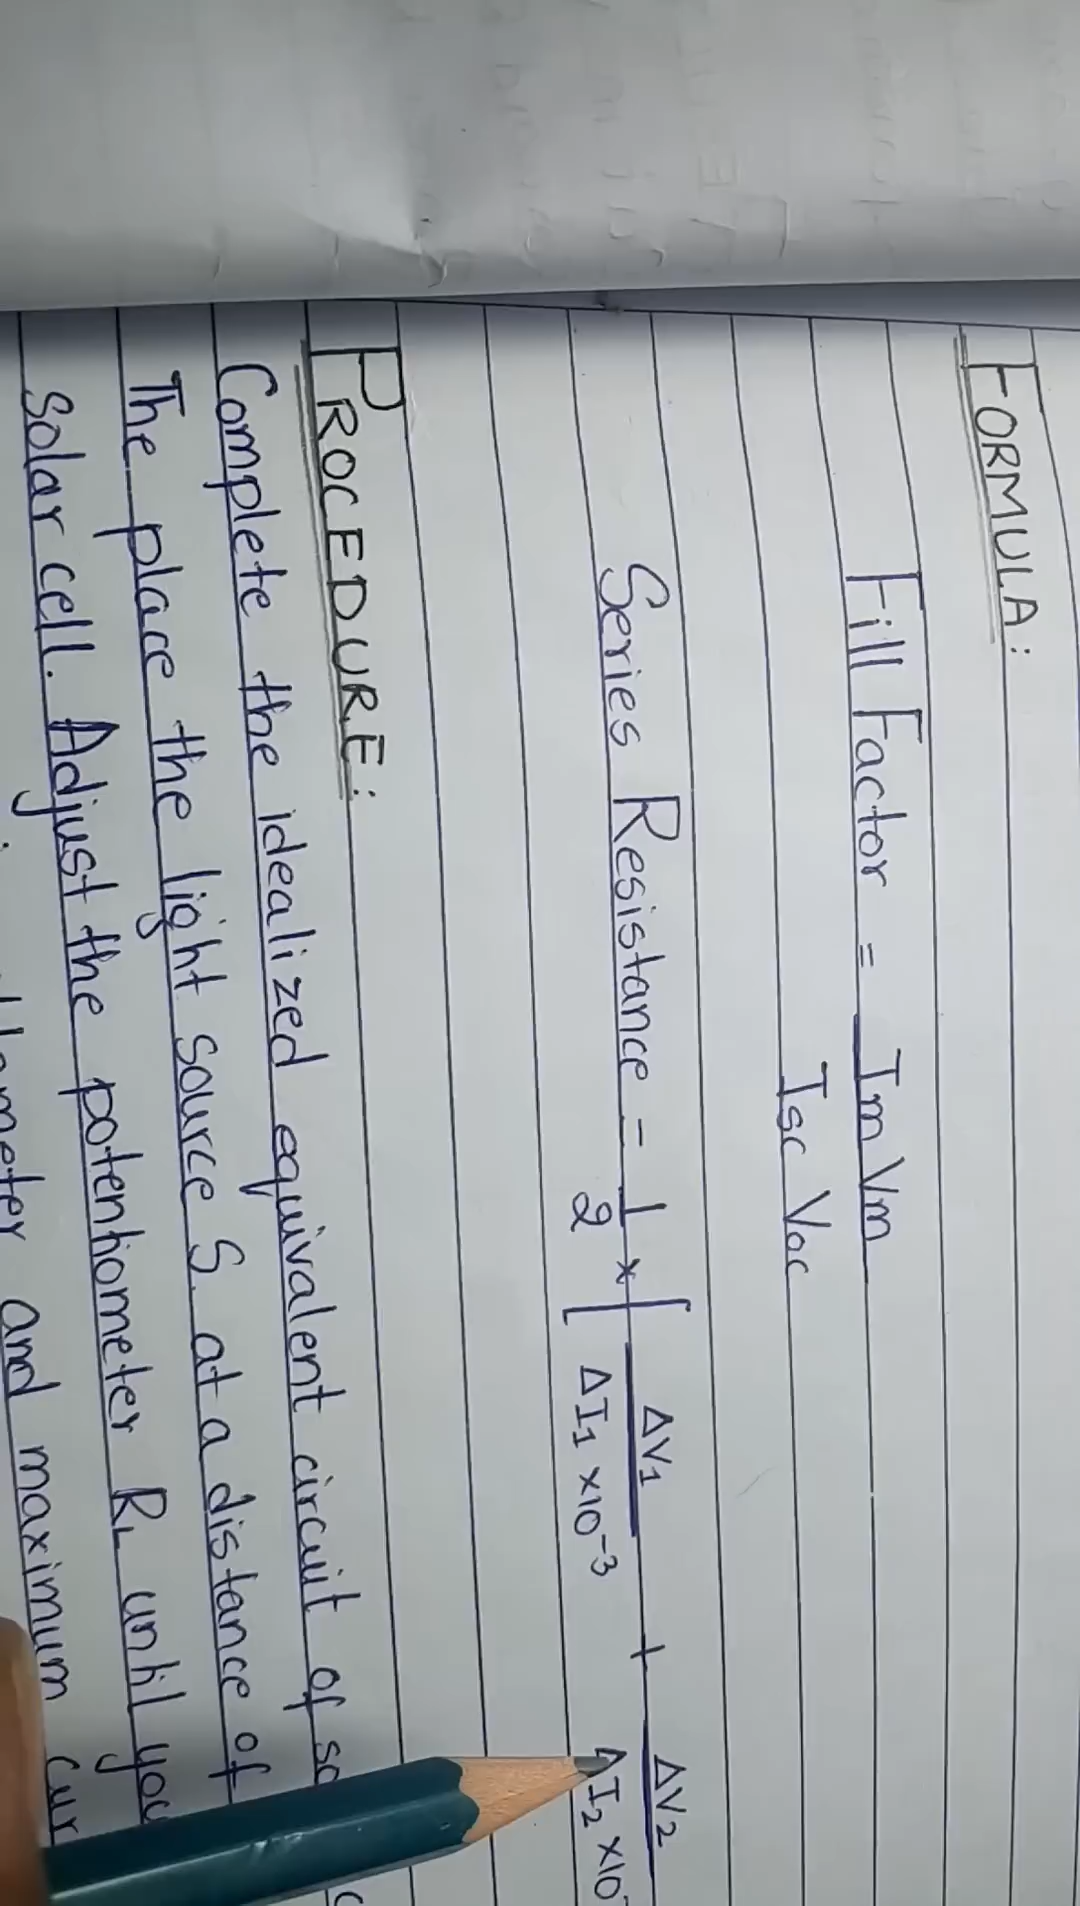 FORMULA:
Fill Factor = Im Vm
Isc Voc
Series Resistance = 1/2 × [ ΔV1 / ΔI1 ×10⁻³ + ΔV2 / ΔI2 ×10
PROCEDURE:
Complete the idealized equivalent circuit of so
The place the light source S at a distance of
Solar cell. Adjust the potentiometer RL until you
and maximum cur